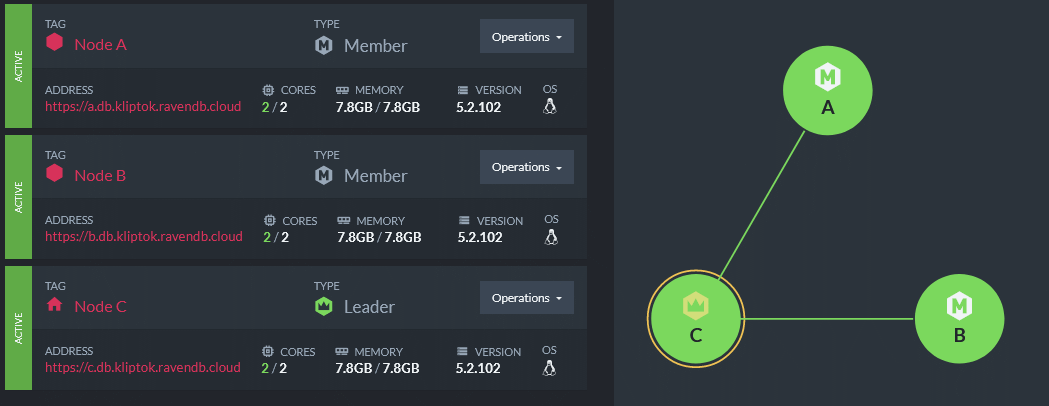 ACTIVE
TAG TYPE
Node A M Member Operations
ADDRESS CORES MEMORY VERSION OS
https://a.db.kliptok.ravendb.cloud 2 / 2 7.8GB / 7.8GB 5.2.102
ACTIVE
TAG TYPE
Node B M Member Operations
ADDRESS CORES MEMORY VERSION OS
https://b.db.kliptok.ravendb.cloud 2 / 2 7.8GB / 7.8GB 5.2.102
ACTIVE
TAG TYPE
Node C Leader Operations
ADDRESS CORES MEMORY VERSION OS
https://c.db.kliptok.ravendb.cloud 2 / 2 7.8GB / 7.8GB 5.2.102
M
A
C
M
B